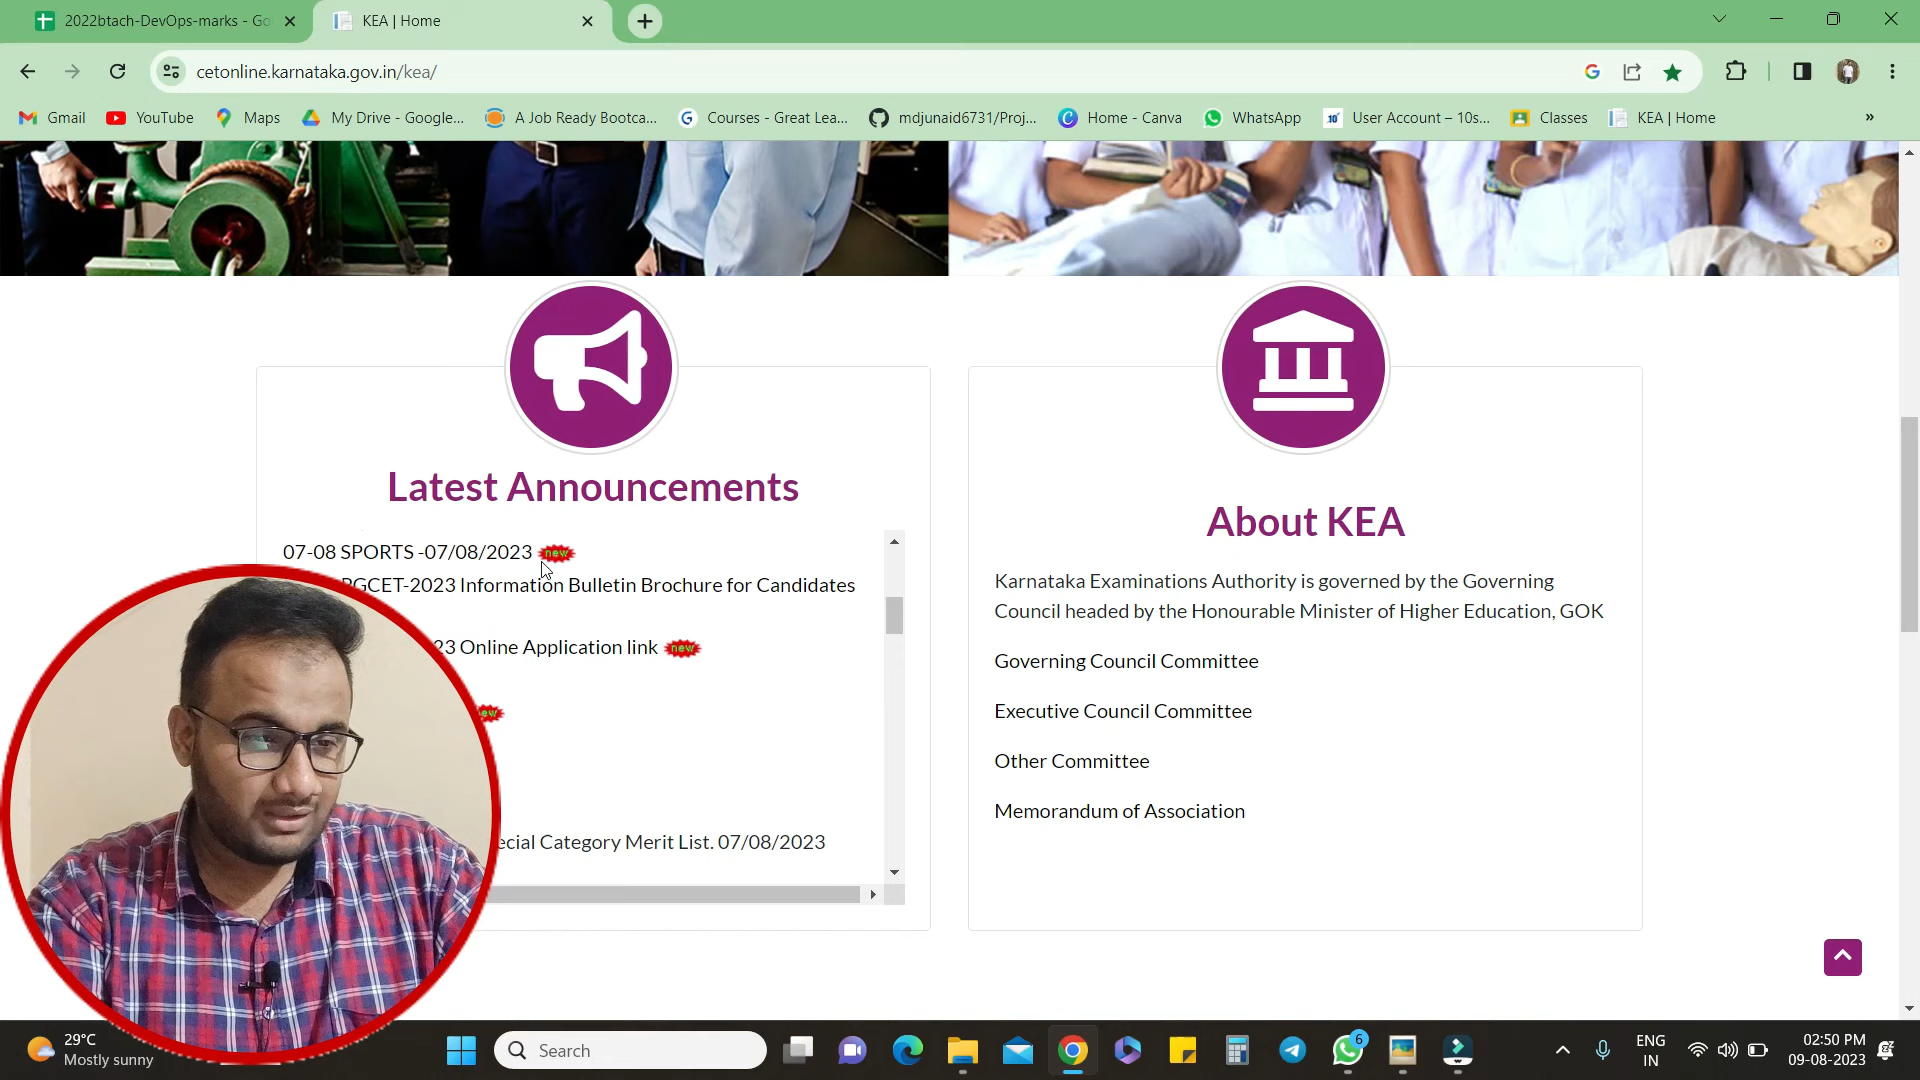 2022btach-DevOps-marks - Go
KEA | Home
cetonline.karnataka.gov.in/kea/
Gmail
YouTube
Maps
My Drive - Google...
A Job Ready Bootca...
Courses - Great Lea...
mdjunaid6731/Proj...
Home - Canva
WhatsApp
User Account – 10s...
Classes
KEA | Home
Latest Announcements
07-08 SPORTS -07/08/2023 new
PGCET-2023 Information Bulletin Brochure for Candidates
23 Online Application link new
new
ecial Category Merit List. 07/08/2023
About KEA
Karnataka Examinations Authority is governed by the Governing
Council headed by the Honourable Minister of Higher Education, GOK
Governing Council Committee
Executive Council Committee
Other Committee
Memorandum of Association
29°C
Mostly sunny
Search
6
ENG
IN
02:50 PM
09-08-2023